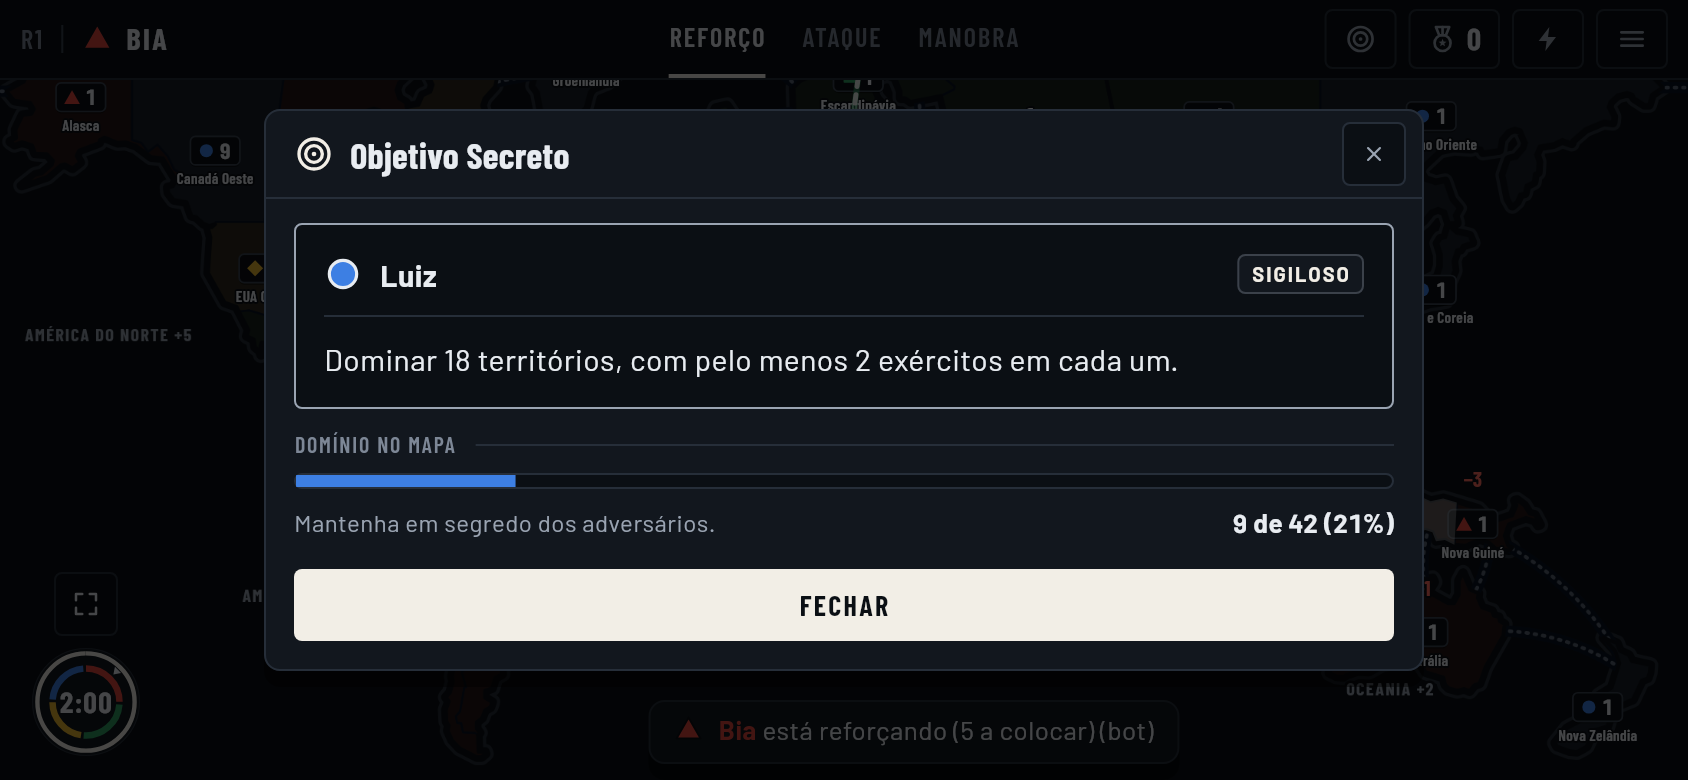 R1 BIA REFORÇO ATAQUE MANOBRA 0
Groenlândia
1
Alasca
Escandinávia
1
9
Canadá Oeste
1
o Oriente
Objetivo Secreto
Luiz
SIGILOSO
Dominar 18 territórios, com pelo menos 2 exércitos em cada um.
EUA
1
e Coreia
AMÉRICA DO NORTE +5
DOMÍNIO NO MAPA
Mantenha em segredo dos adversários.
9 de 42 (21%)
FECHAR
−3
1
Nova Guiné
AM
1
OCEANIA +2
2:00
1
Nova Zelândia
Bia está reforçando (5 a colocar) (bot)